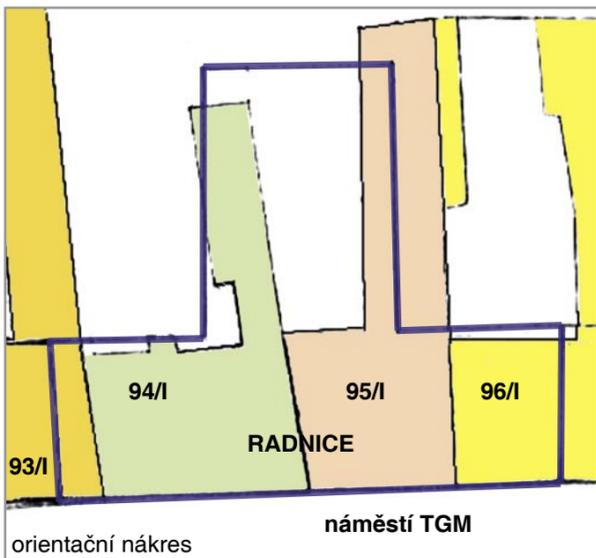 94/I
95/I
96/I
RADNICE
93/I
náměstí TGM
orientační nákres